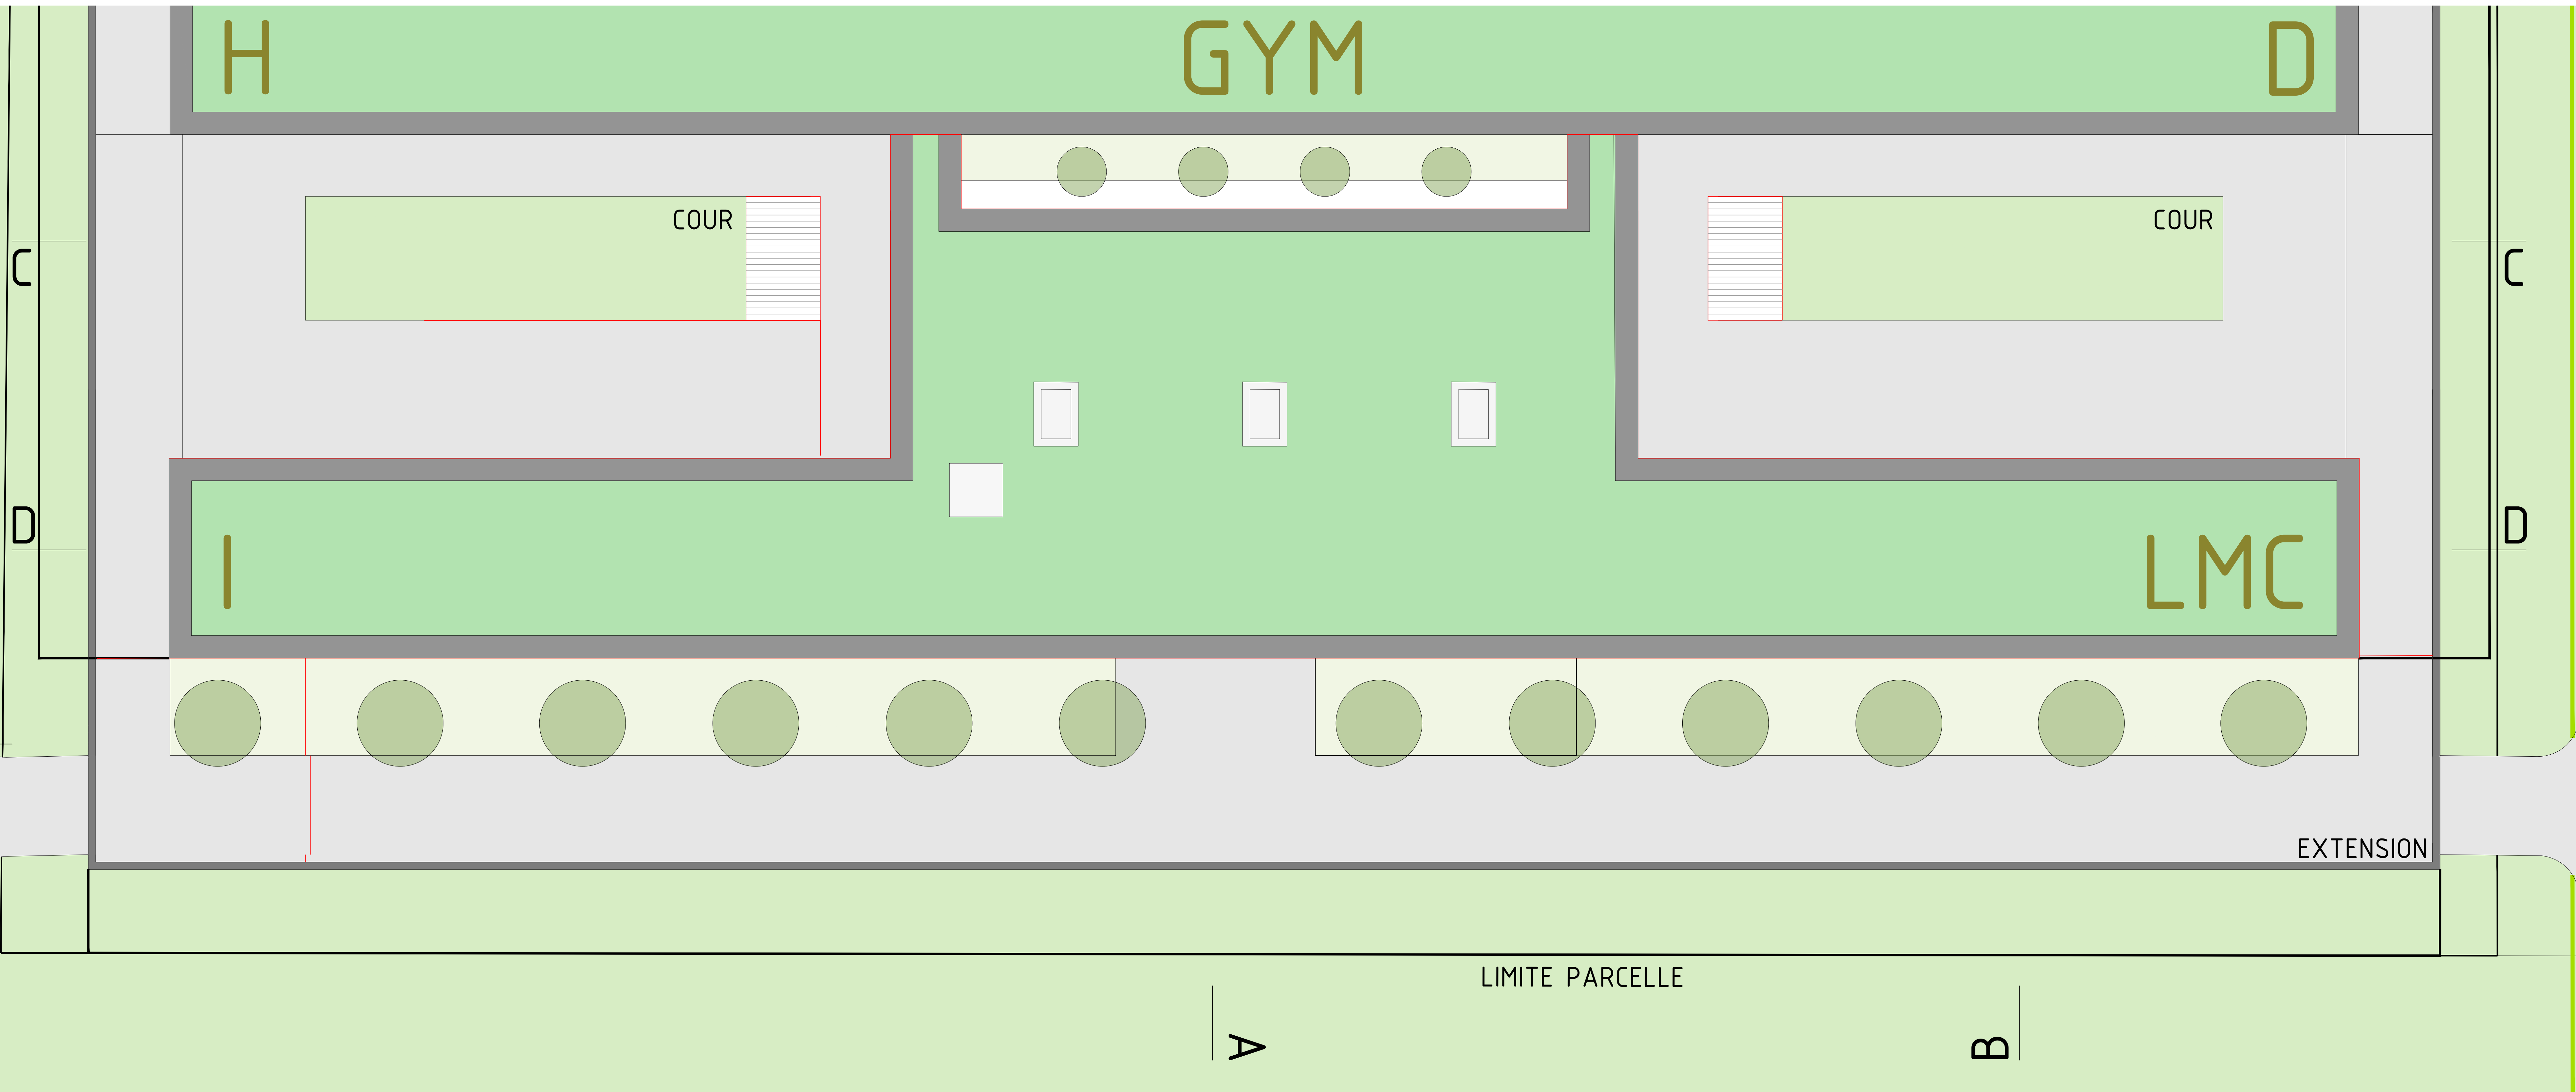 H GYM D
COUR COUR
C C
D D
I LMC
EXTENSION
LIMITE PARCELLE
A B